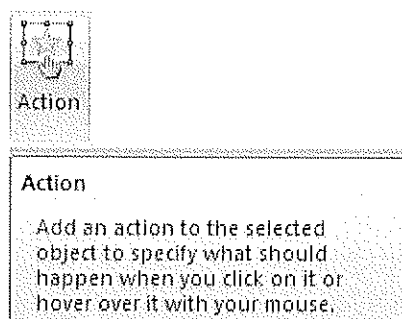 Action
Action
Add an action to the selected
object to specify what should
happen when you click on it or
hover over it with your mouse.